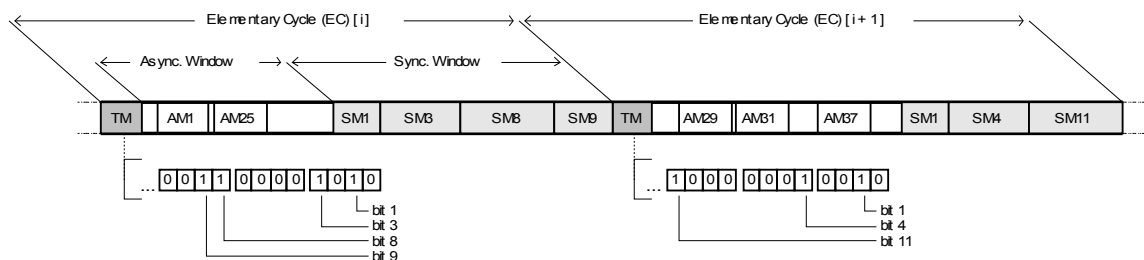 Elementary Cycle (EC) [i] Elementary Cycle (EC) [i + 1]
Async. Window Sync. Window
TM AM1 AM25 SM1 SM3 SM8 SM9 TM AM29 AM31 AM37 SM1 SM4 SM11
... 0 0 1 1 0 0 0 0 1 0 1 0 ... 1 0 0 0 0 0 0 1 0 0 1 0
bit 1 bit 1
bit 3 bit 4
bit 8 bit 11
bit 9